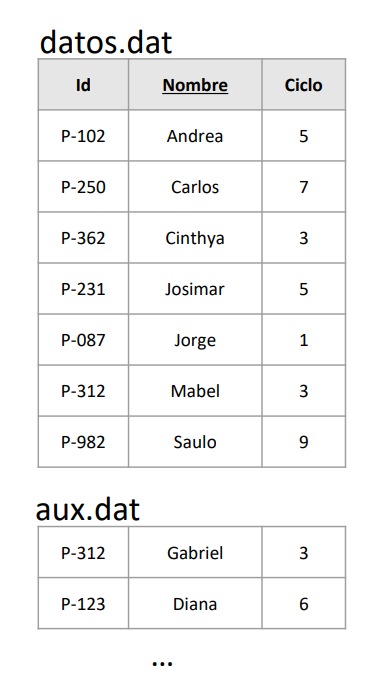 datos.dat
Id Nombre Ciclo
P-102 Andrea 5
P-250 Carlos 7
P-362 Cinthya 3
P-231 Josimar 5
P-087 Jorge 1
P-312 Mabel 3
P-982 Saulo 9
aux.dat
P-312 Gabriel 3
P-123 Diana 6
...